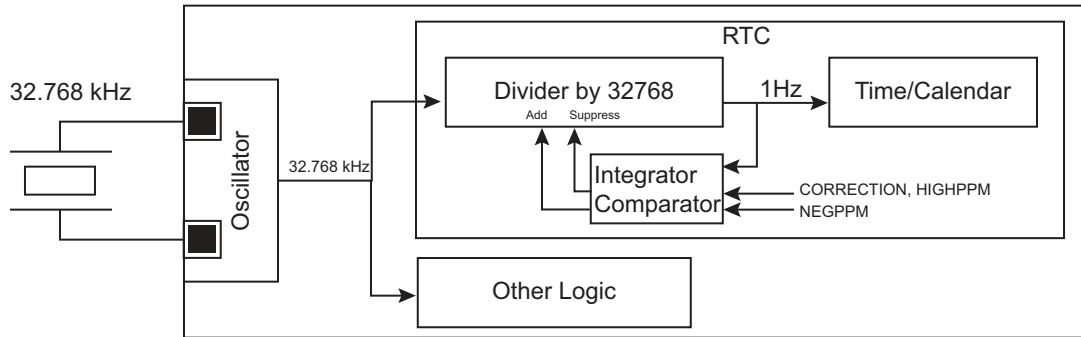 RTC
32.768 kHz
Divider by 32768
Add Suppress
1Hz
Time/Calendar
Oscillator
32.768 kHz
Integrator
Comparator
CORRECTION, HIGHPPM
NEGPPM
Other Logic